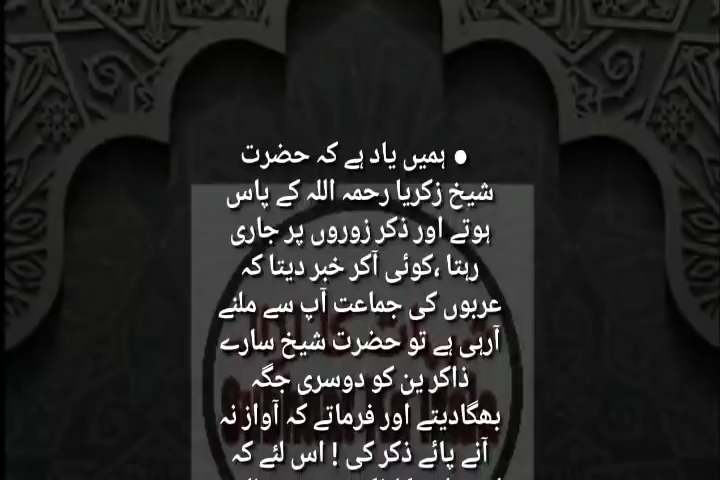 ● ہمیں یاد ہے کہ حضرت
شیخ زکریا رحمہ اللہ کے پاس
ہوتے اور ذکر زوروں پر جاری
رہتا ،کوئی آکر خبر دیتا کہ
عربوں کی جماعت آپ سے ملنے
آرہی ہے تو حضرت شیخ سارے
ذاکر ین کو دوسری جگہ
بھگادیتے اور فرماتے کہ آواز نہ
آنے پائے ذکر کی ! اس لئے کہ